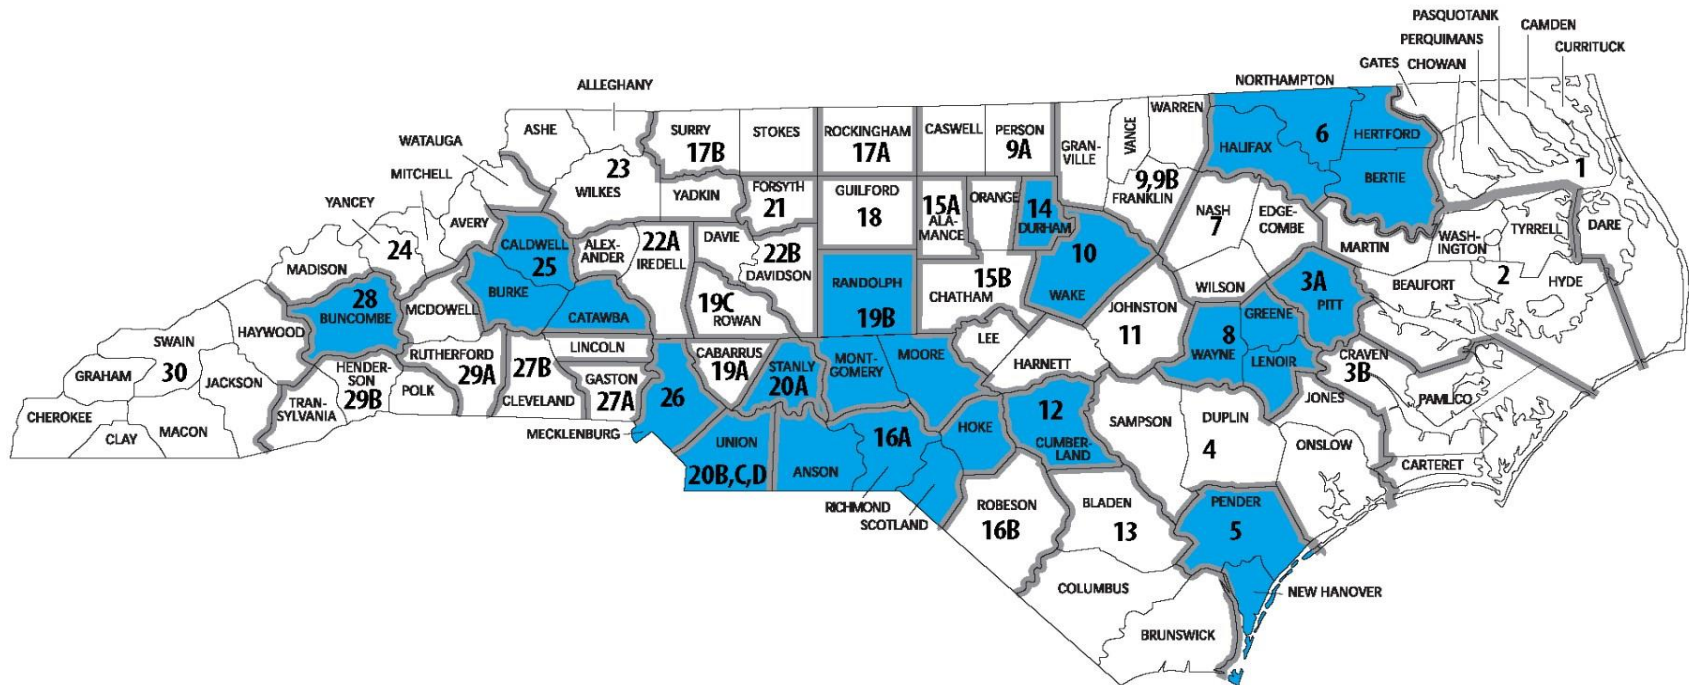 PASQUOTANK
CAMDEN
PERQUIMANS
CURRITUCK
GATES
CHOWAN
NORTHAMPTON
ALLEGHANY
WARREN
ASHE
SURRY
17B
STOKES
ROCKINGHAM
17A
CASWELL
PERSON
9A
GRAN-
VILLE
VANCE
6
HERTFORD
HALIFAX
WATAUGA
23
WILKES
MITCHELL
YADKIN
FORSYTH
21
GUILFORD
18
15A
ALA-
MANCE
ORANGE
14
DURHAM
9,9B
FRANKLIN
BERTIE
1
YANCEY
AVERY
24
CALDWELL
25
ALEX-
ANDER
22A
IREDELL
DAVIE
22B
DAVIDSON
NASH
7
EDGE-
COMBE
MARTIN
WASH-
INGTON
TYRRELL
DARE
MADISON
28
BUNCOMBE
MCDOWELL
BURKE
CATAWBA
19C
ROWAN
RANDOLPH
19B
15B
CHATHAM
10
WAKE
WILSON
3A
PITT
BEAUFORT
2
HYDE
HAYWOOD
SWAIN
30
GRAHAM
JACKSON
RUTHERFORD
29A
27B
LINCOLN
CABARRUS
19A
STANLY
20A
MONT-
GOMERY
MOORE
LEE
HARNETT
JOHNSTON
11
8
WAYNE
GREENE
LENOIR
CRAVEN
3B
JONES
PAMLICO
HENDER-
SON
29B
POLK
TRAN-
SYLVANIA
CLEVELAND
GASTON
27A
26
MECKLENBURG
CHEROKEE
CLAY
MACON
UNION
20B,C,D
ANSON
16A
HOKE
12
CUMBER-
LAND
SAMPSON
DUPLIN
4
ONSLOW
CARTERET
RICHMOND
SCOTLAND
ROBESON
16B
BLADEN
13
PENDER
5
COLUMBUS
NEW HANOVER
BRUNSWICK